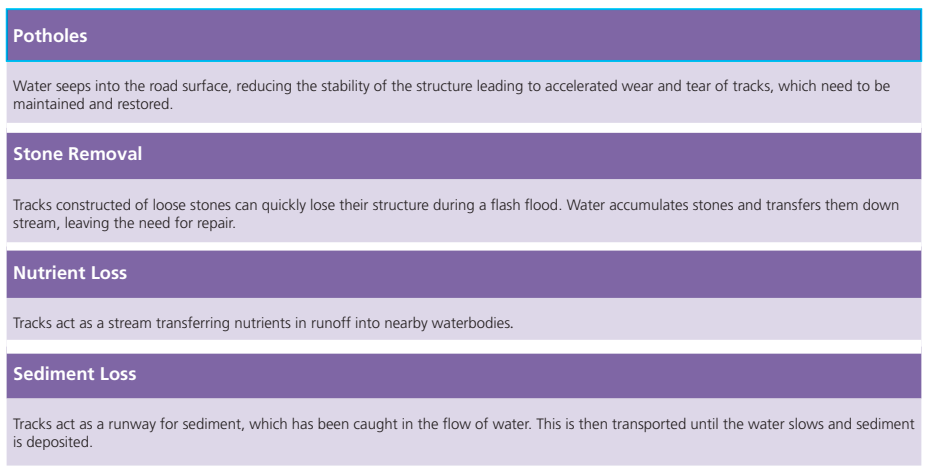 Potholes
Water seeps into the road surface, reducing the stability of the structure leading to accelerated wear and tear of tracks, which need to be
maintained and restored.
Stone Removal
Tracks constructed of loose stones can quickly lose their structure during a flash flood. Water accumulates stones and transfers them down
stream, leaving the need for repair.
Nutrient Loss
Tracks act as a stream transferring nutrients in runoff into nearby waterbodies.
Sediment Loss
Tracks act as a runway for sediment, which has been caught in the flow of water. This is then transported until the water slows and sediment
is deposited.